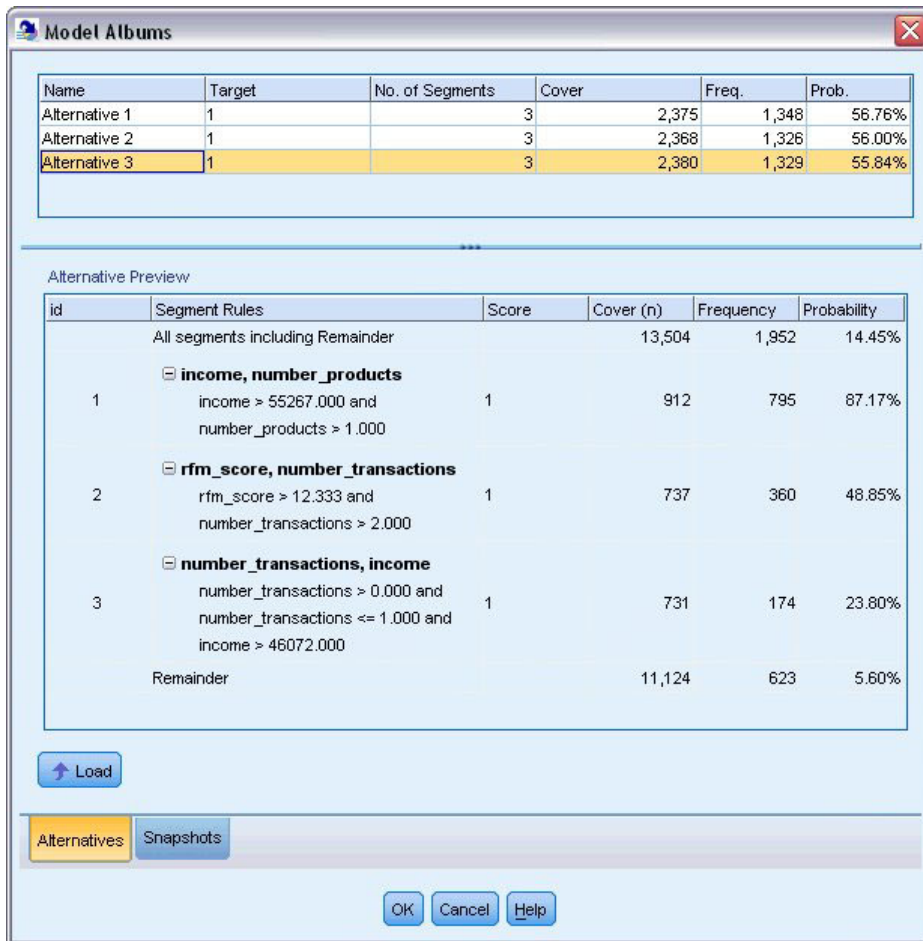 Model Albums
Name Target No. of Segments Cover Freq. Prob.
Alternative 1 1 3 2,375 1,348 56.76%
Alternative 2 1 3 2,368 1,326 56.00%
Alternative 3 1 3 2,380 1,329 55.84%
Alternative Preview
id Segment Rules Score Cover (n) Frequency Probability
All segments including Remainder 13,504 1,952 14.45%
income, number_products
income > 55267.000 and
1 1 912 795 87.17%
number_products > 1.000
rfm_score, number_transactions
rfm_score > 12.333 and
2 1 737 360 48.85%
number_transactions > 2.000
number_transactions, income
number_transactions > 0.000 and
3 number_transactions <= 1.000 and 1 731 174 23.80%
income > 46072.000
Remainder 11,124 623 5.60%
Load
Alternatives Snapshots
OK Cancel Help